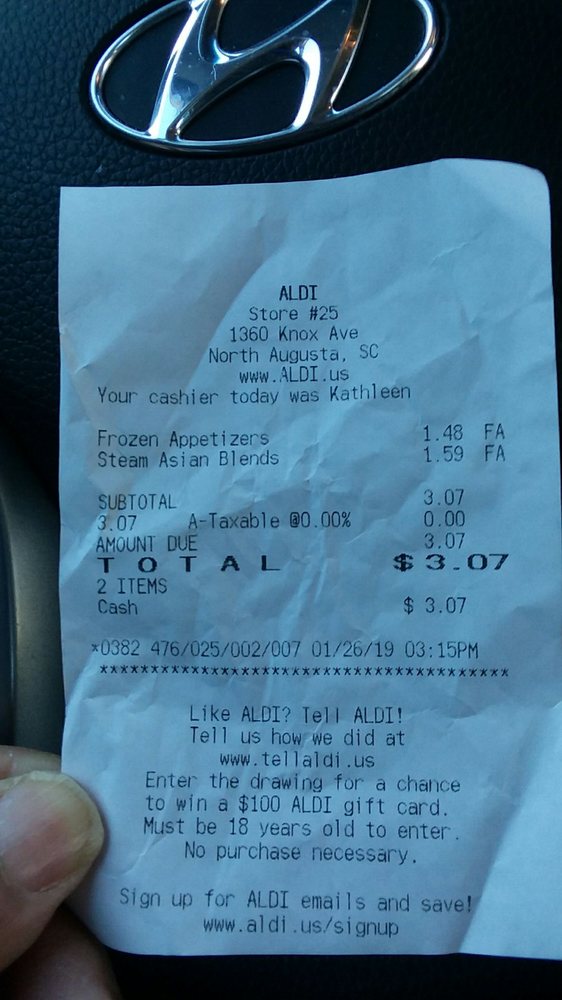 ALDI
Store #25
1360 Knox Ave
North Augusta, SC
www.ALDI.us
Your cashier today was Kathleen
Frozen Appetizers 1.48 FA
Steam Asian Blends 1.59 FA
SUBTOTAL 3.07
3.07 A-Taxable @0.00% 0.00
AMOUNT DUE 3.07
TOTAL $3.07
2 ITEMS
Cash $ 3.07
*0382 476/025/002/007 01/26/19 03:15PM
***************************************
Like ALDI? Tell ALDI!
Tell us how we did at
www.tellaldi.us
Enter the drawing for a chance
to win a $100 ALDI gift card.
Must be 18 years old to enter.
No purchase necessary.
Sign up for ALDI emails and save!
www.aldi.us/signup